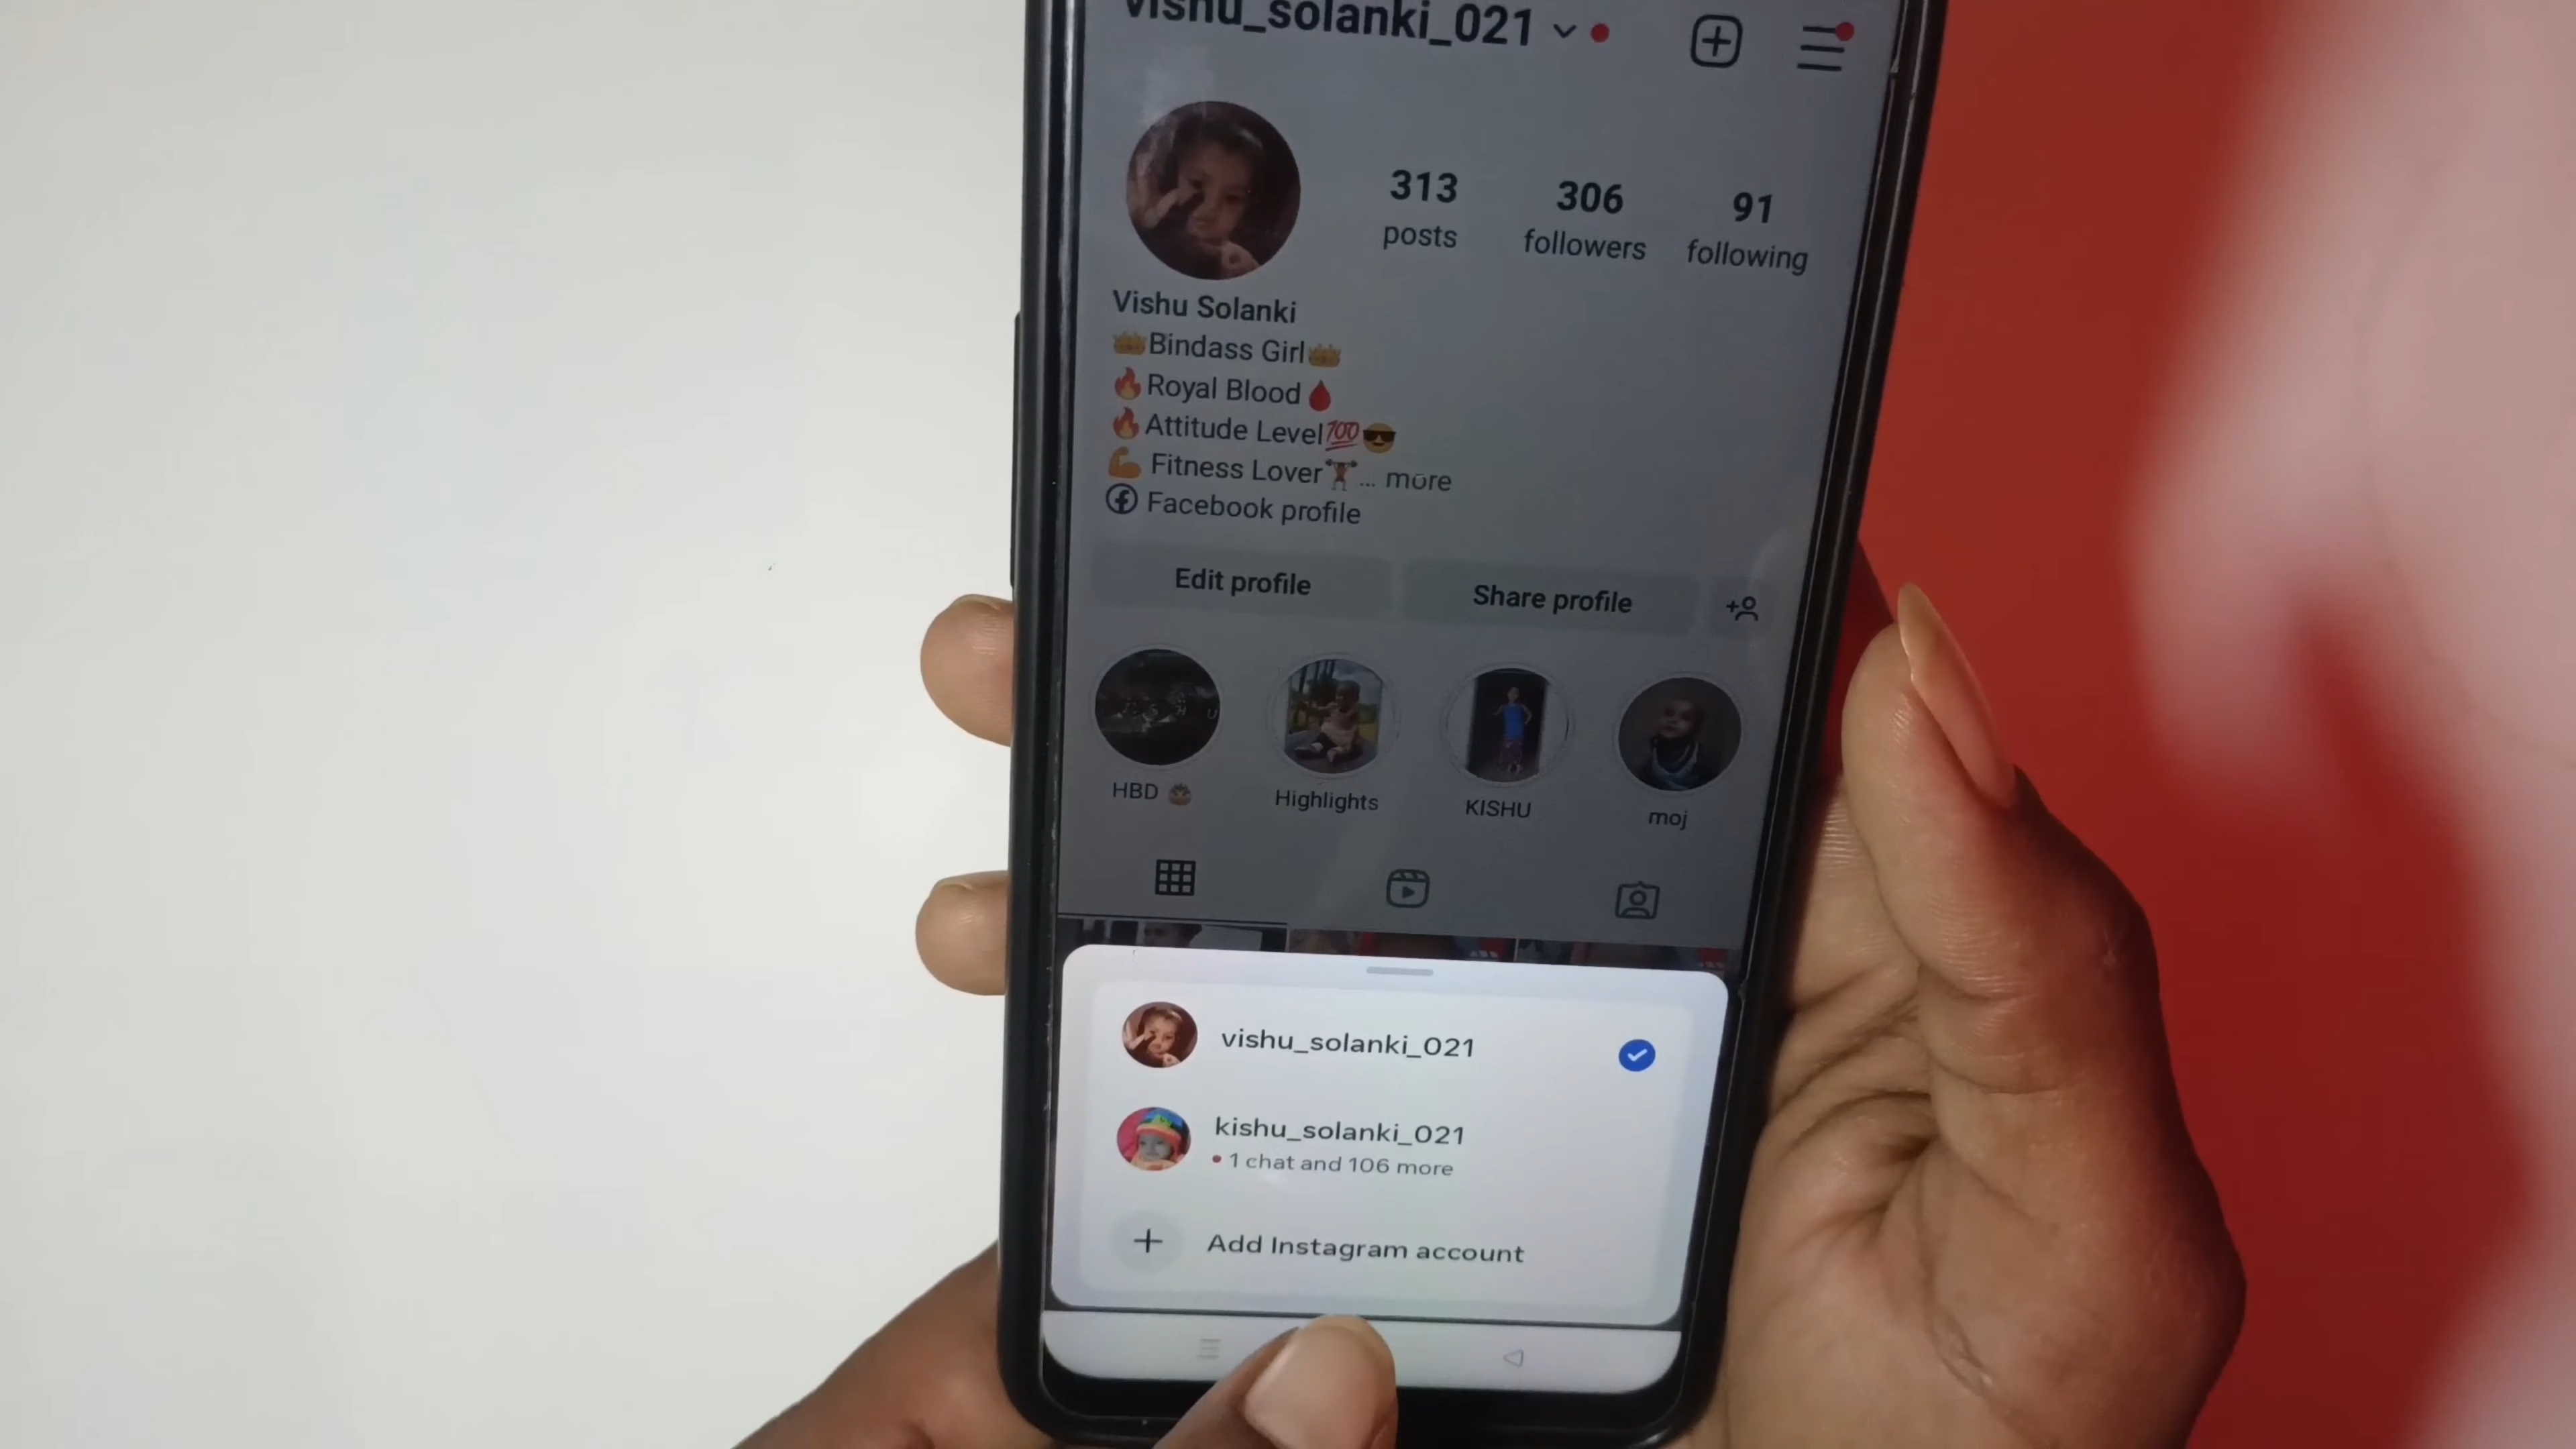 vishu_solanki_021
313 306 91
posts followers following
Vishu Solanki
👑Bindass Girl👑
🔥Royal Blood🩸
🔥Attitude Level💯😎
💪 Fitness Lover🏋... more
Facebook profile
Edit profile Share profile
HBD 🎂 Highlights KISHU moj
vishu_solanki_021
kishu_solanki_021
• 1 chat and 106 more
+ Add Instagram account